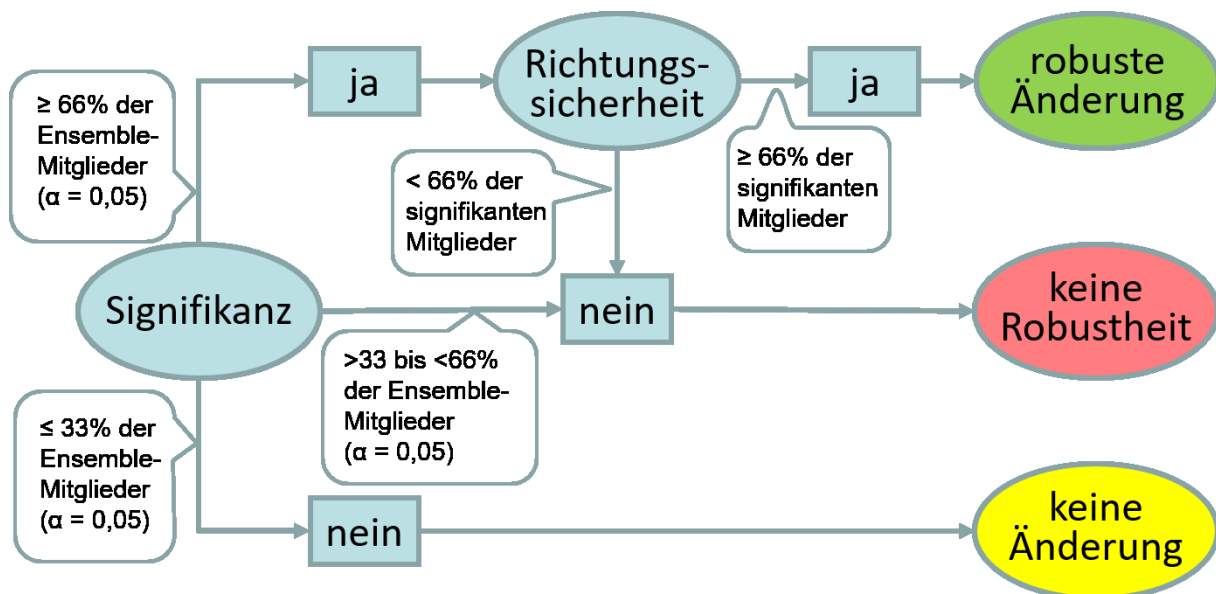 ≥ 66% der
Ensemble-
Mitglieder
(α = 0,05)
ja
Richtungs-
sicherheit
ja
robuste
Änderung
< 66% der
signifikanten
Mitglieder
≥ 66% der
signifikanten
Mitglieder
Signifikanz
nein
keine
Robustheit
>33 bis <66%
der Ensemble-
Mitglieder
(α = 0,05)
≤ 33% der
Ensemble-
Mitglieder
(α = 0,05)
nein
keine
Änderung